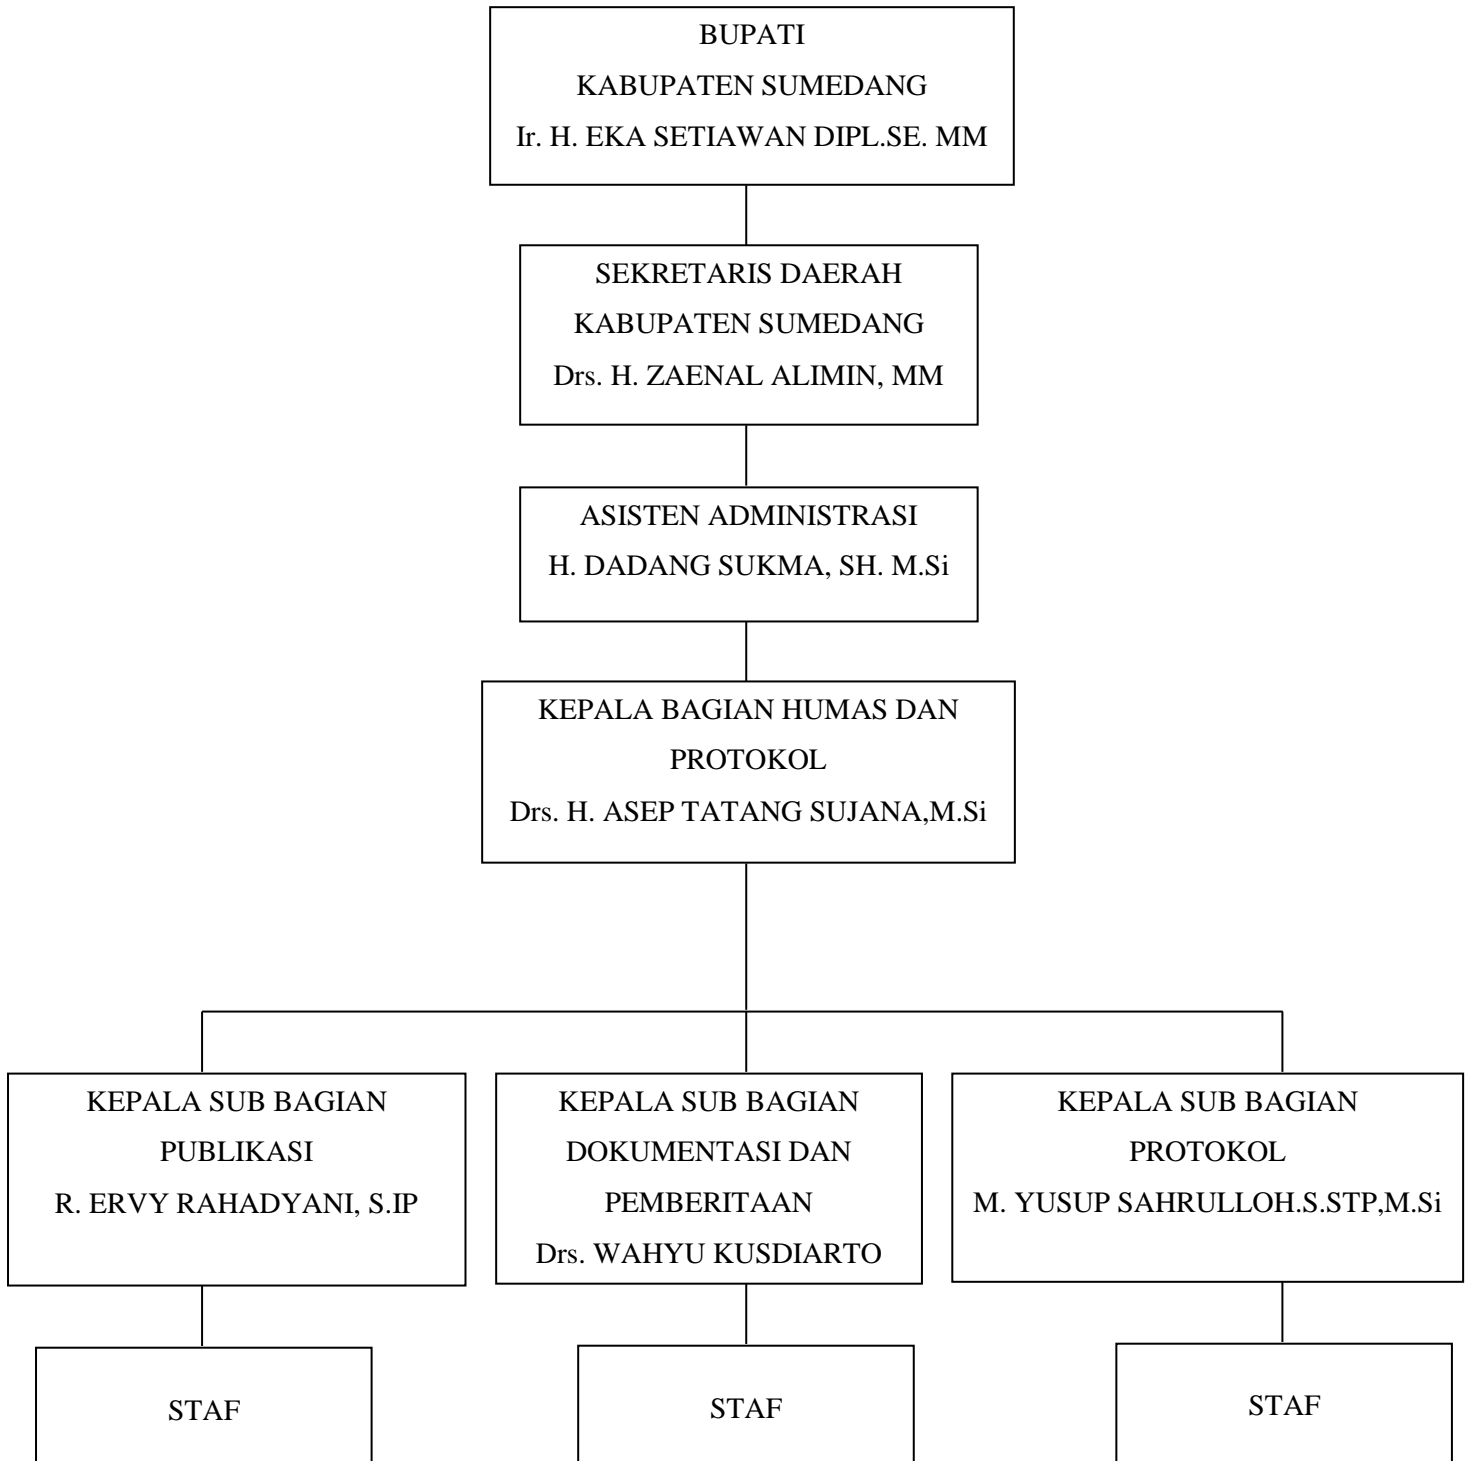 BUPATI
KABUPATEN SUMEDANG
Ir. H. EKA SETIAWAN DIPL.SE. MM
SEKRETARIS DAERAH
KABUPATEN SUMEDANG
Drs. H. ZAENAL ALIMIN, MM
ASISTEN ADMINISTRASI
H. DADANG SUKMA, SH. M.Si
KEPALA BAGIAN HUMAS DAN
PROTOKOL
Drs. H. ASEP TATANG SUJANA,M.Si
KEPALA SUB BAGIAN
PUBLIKASI
R. ERVY RAHADYANI, S.IP
KEPALA SUB BAGIAN
DOKUMENTASI DAN
PEMBERITAAN
Drs. WAHYU KUSDIARTO
KEPALA SUB BAGIAN
PROTOKOL
M. YUSUP SAHRULLOH.S.STP,M.Si
STAF
STAF
STAF